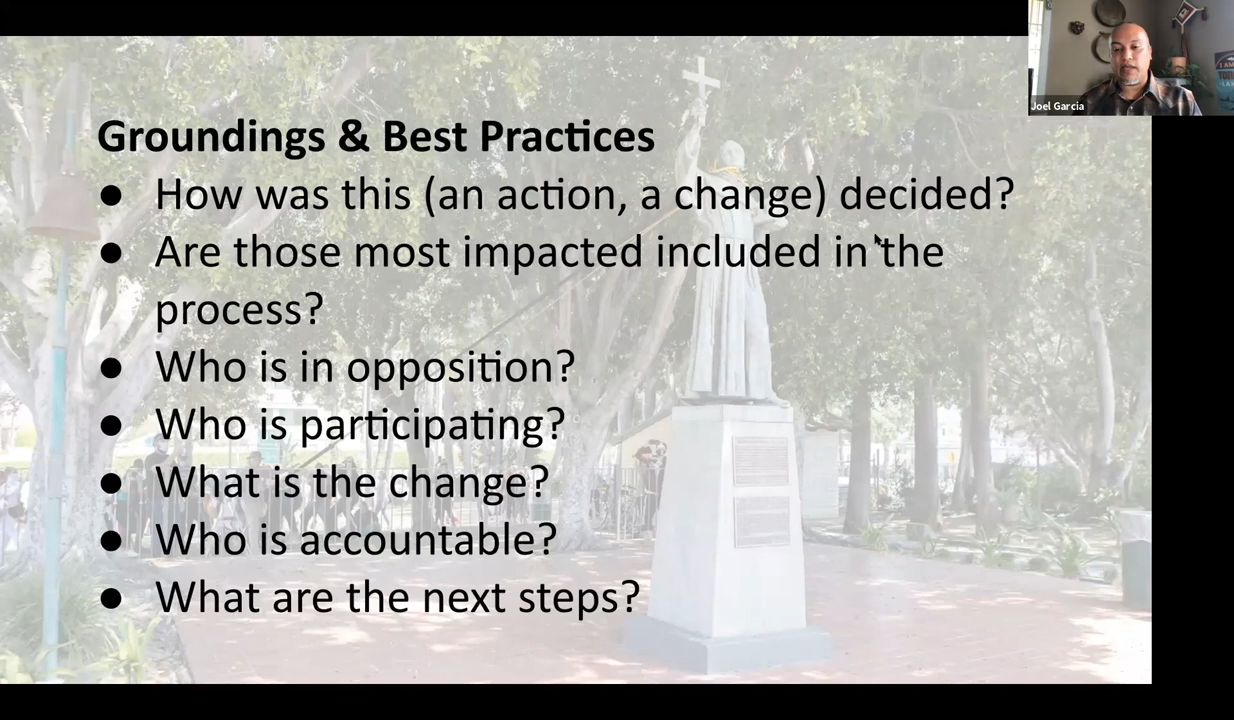 Groundings & Best Practices
● How was this (an action, a change) decided?
● Are those most impacted included in the
process?
● Who is in opposition?
● Who is participating?
● What is the change?
● Who is accountable?
● What are the next steps?
Joel Garcia
I AM